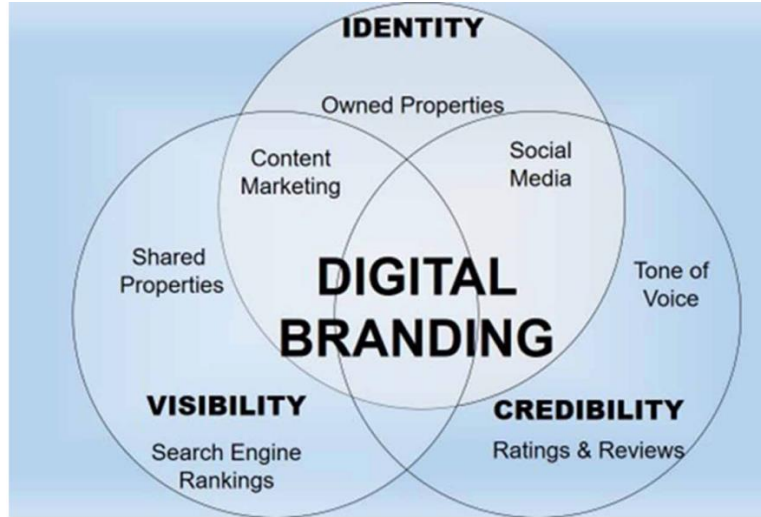 IDENTITY
Owned Properties
Content
Marketing
Social
Media
Shared
Properties
Tone of
Voice
DIGITAL
BRANDING
VISIBILITY
Search Engine
Rankings
CREDIBILITY
Ratings & Reviews